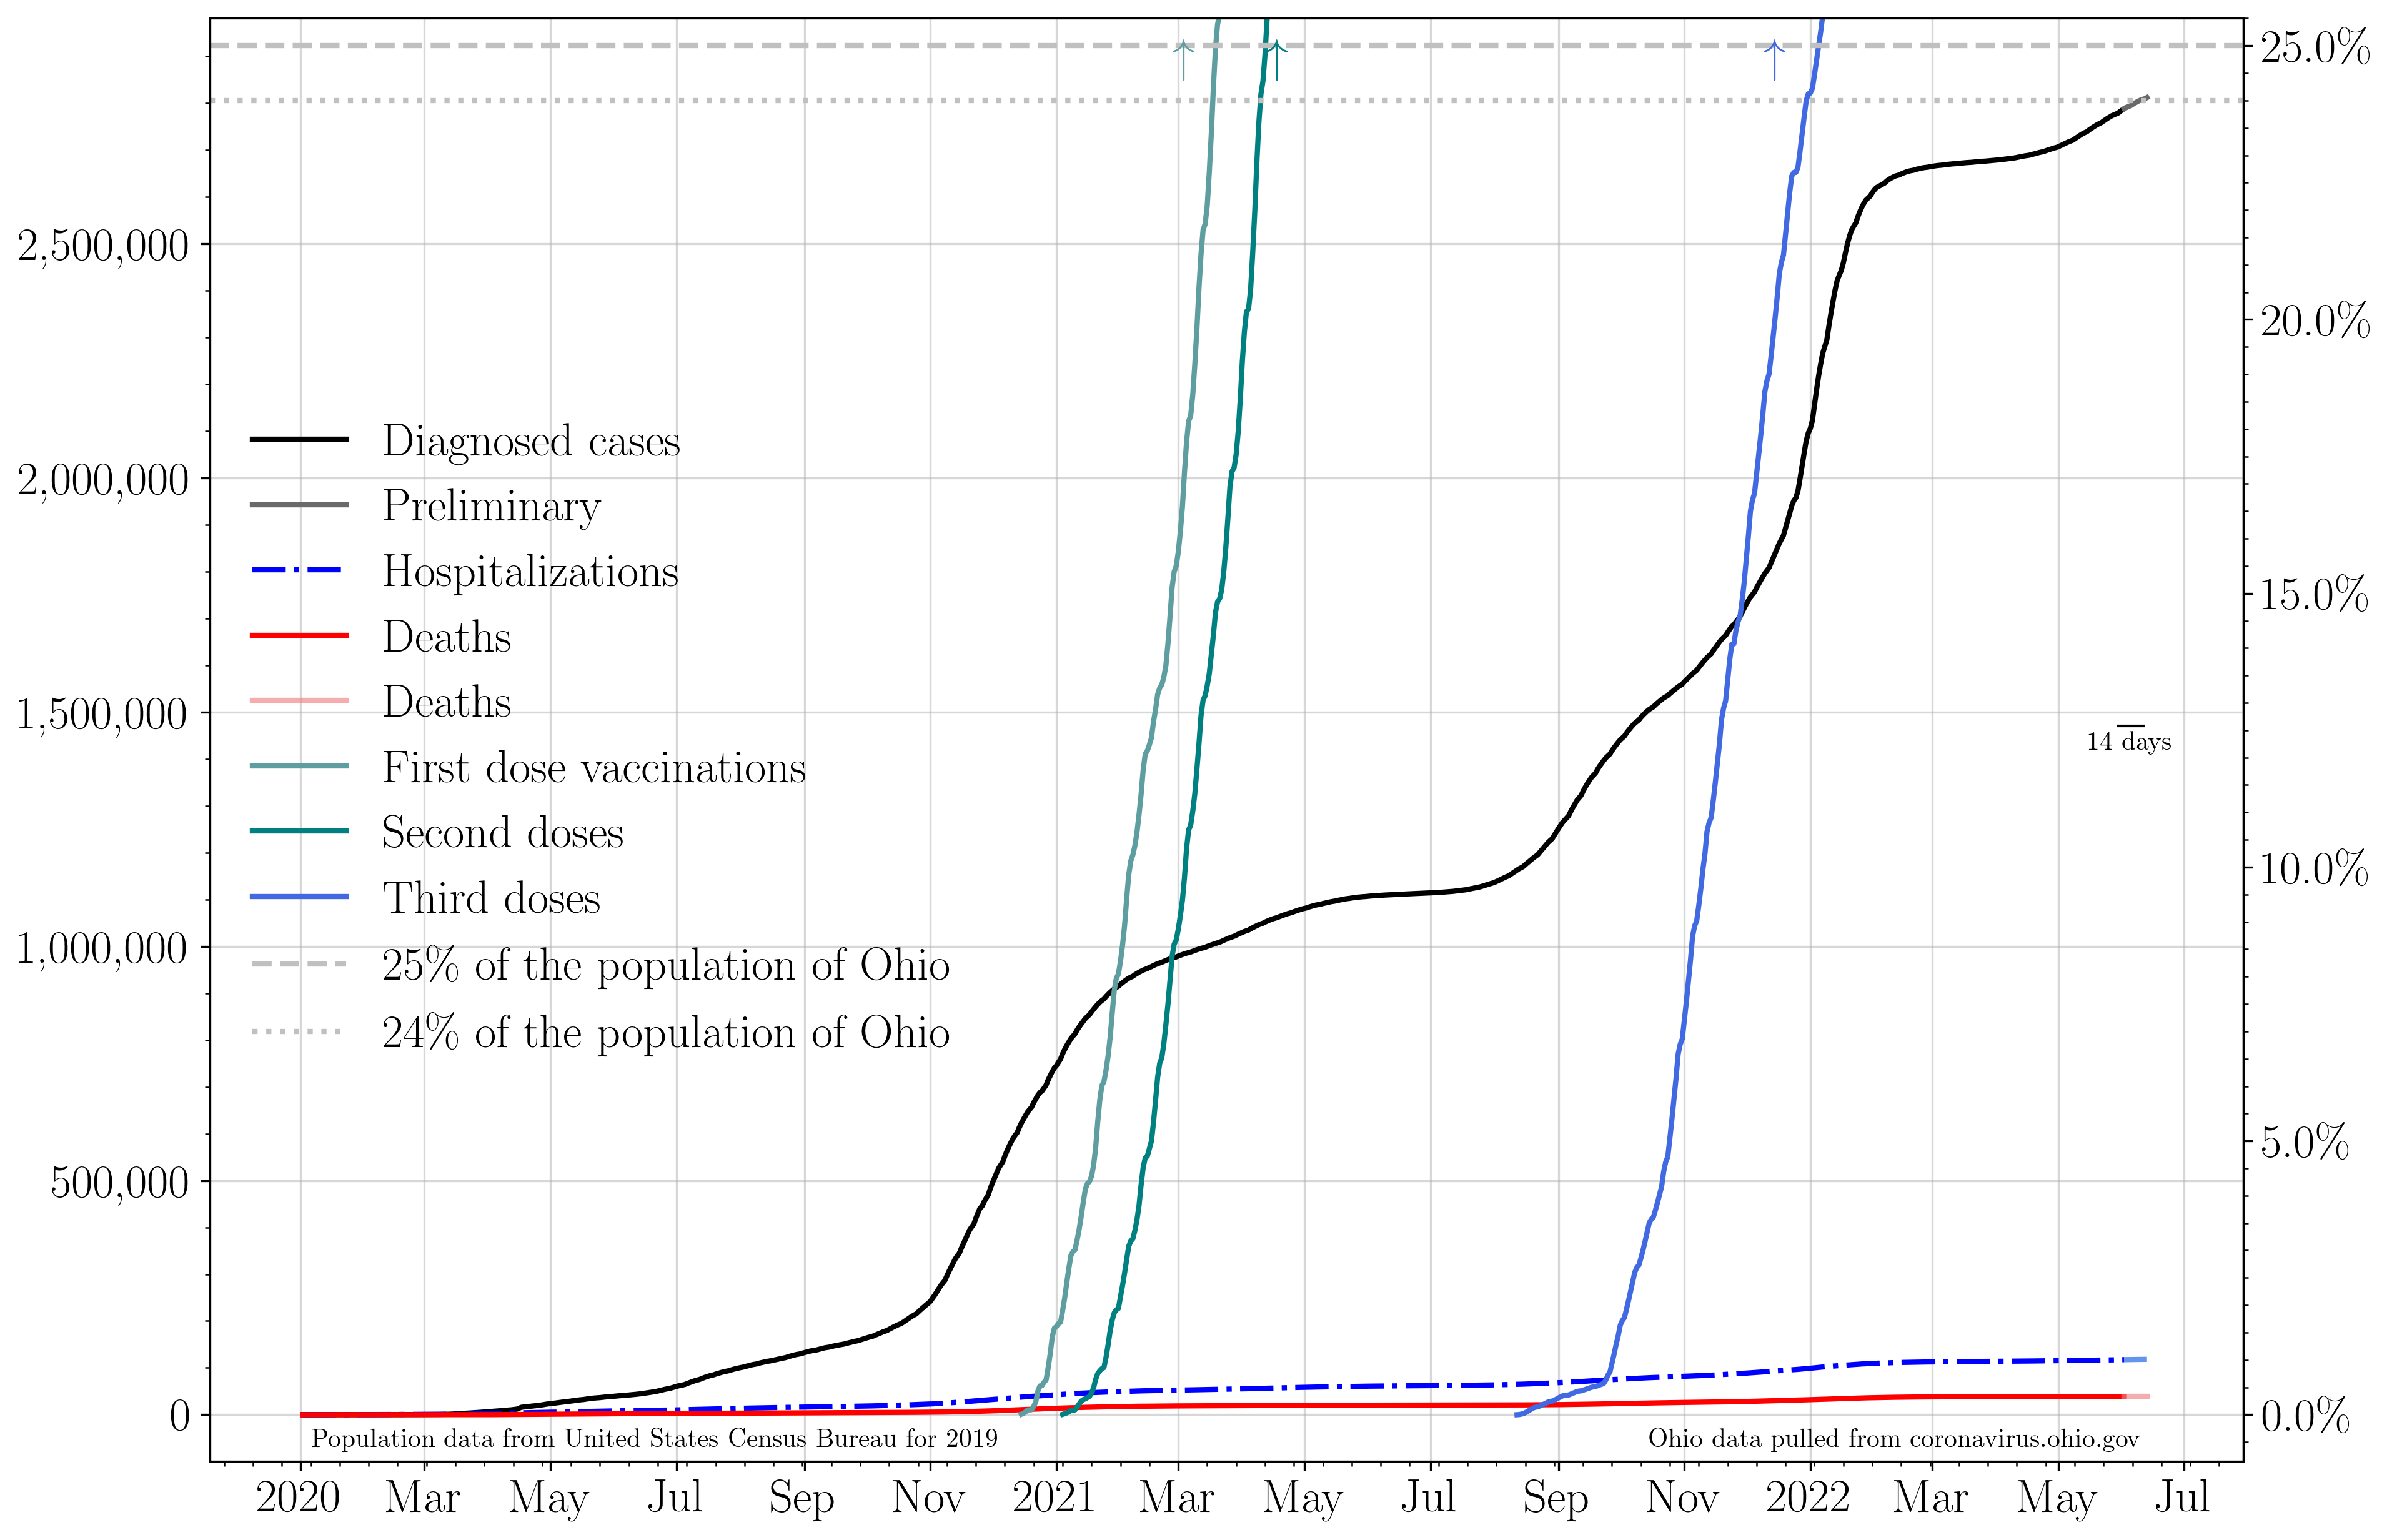 25.0%
2,500,000
20.0%
Diagnosed cases
2,000,000
Preliminary
Hospitalizations
15.0%
Deaths
Deaths
1,500,000
14 days
First dose vaccinations
Second doses
10.0%
Third doses
1,000,000
25% of the population of Ohio
24% of the population of Ohio
500,000
5.0%
0
0.0%
Population data from United States Census Bureau for 2019
Ohio data pulled from coronavirus.ohio.gov
2020 Mar May Jul Sep Nov 2021 Mar May Jul Sep Nov 2022 Mar May Jul